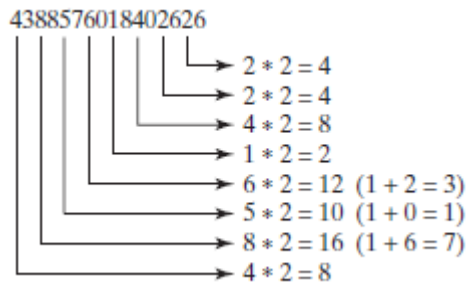 4388576018402626
2 * 2 = 4
2 * 2 = 4
4 * 2 = 8
1 * 2 = 2
6 * 2 = 12 (1 + 2 = 3)
5 * 2 = 10 (1 + 0 = 1)
8 * 2 = 16 (1 + 6 = 7)
4 * 2 = 8